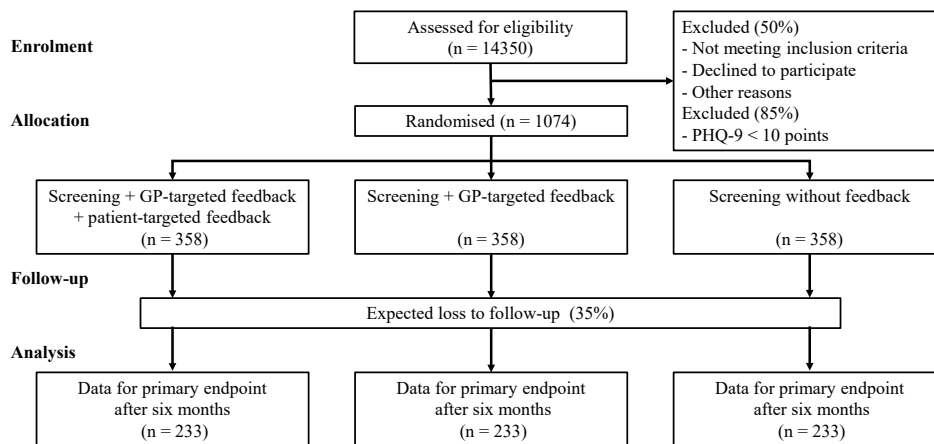 Enrolment
Assessed for eligibility
(n = 14350)
Excluded (50%)
- Not meeting inclusion criteria
- Declined to participate
- Other reasons
Excluded (85%)
- PHQ-9 < 10 points
Allocation
Randomised (n = 1074)
Screening + GP-targeted feedback
+ patient-targeted feedback
(n = 358)
Screening + GP-targeted feedback
(n = 358)
Screening without feedback
(n = 358)
Follow-up
Expected loss to follow-up (35%)
Analysis
Data for primary endpoint
after six months
(n = 233)
Data for primary endpoint
after six months
(n = 233)
Data for primary endpoint
after six months
(n = 233)